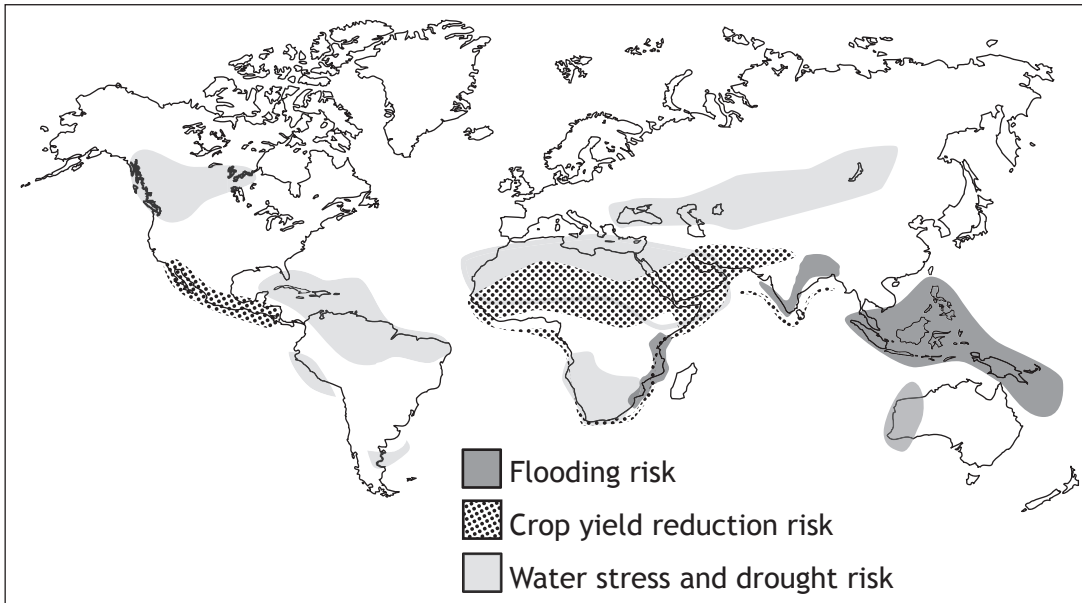 Flooding risk
Crop yield reduction risk
Water stress and drought risk